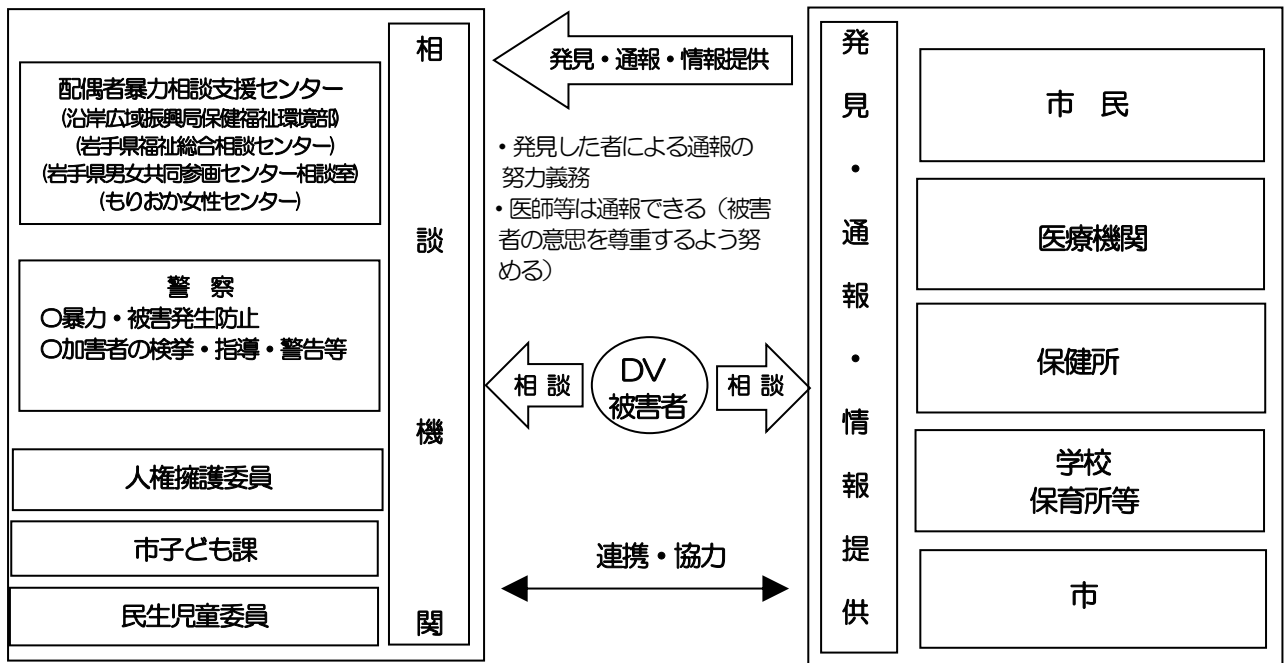 配偶者暴力相談支援センター
(沿岸広域振興局保健福祉環境部)
(岩手県福祉総合相談センター)
(岩手県男女共同参画センター相談室)
(もりおか女性センター)
警 察
○暴力・被害発生防止
○加害者の検挙・指導・警告等
人権擁護委員
市子ども課
民生児童委員
相談機関
発見・通報・情報提供
・発見した者による通報の
努力義務
・医師等は通報できる（被害
者の意思を尊重するよう努
める）
相 談
DV
被害者
相 談
連携・協力
発見・通報・情報提供
市 民
医療機関
保健所
学校
保育所等
市